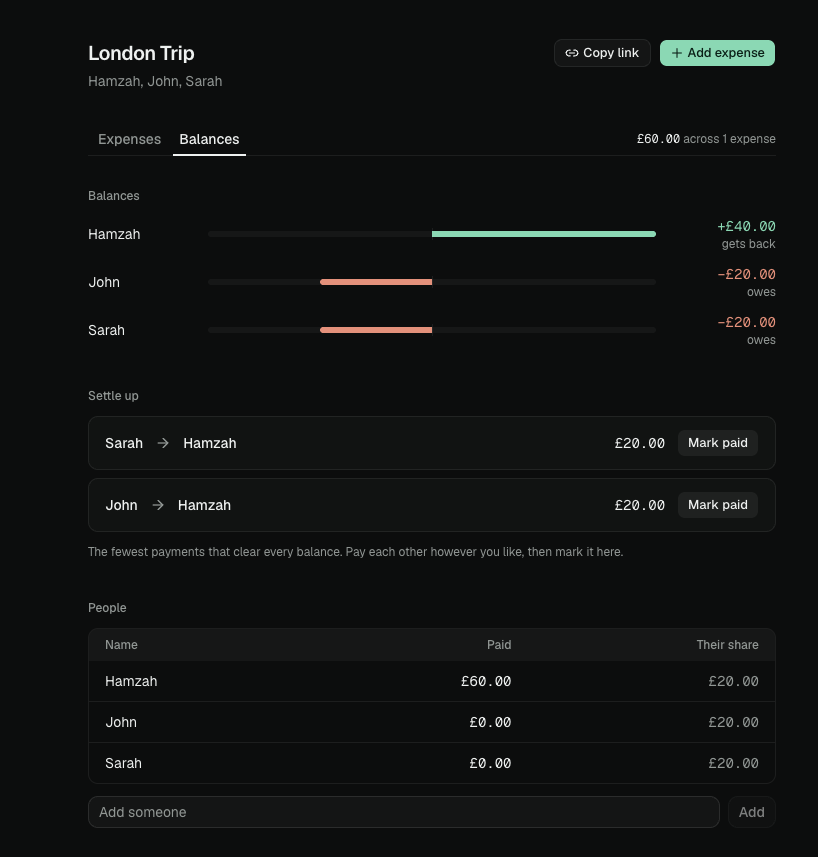 London Trip
Copy link
Add expense
Hamzah, John, Sarah
Expenses Balances £60.00 across 1 expense
Balances
Hamzah +£40.00
gets back
John −£20.00
owes
Sarah −£20.00
owes
Settle up
Sarah → Hamzah £20.00 Mark paid
John → Hamzah £20.00 Mark paid
The fewest payments that clear every balance. Pay each other however you like, then mark it here.
People
Name Paid Their share
Hamzah £60.00 £20.00
John £0.00 £20.00
Sarah £0.00 £20.00
Add someone Add